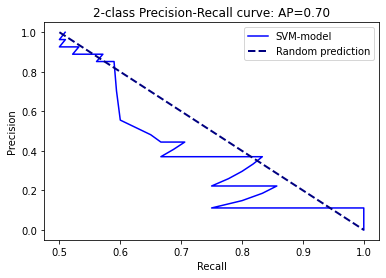 2-class Precision-Recall curve: AP=0.70
SVM-model
Random prediction
Precision
1.0
0.8
0.6
0.4
0.2
0.0
0.5
0.6
0.7
0.8
0.9
1.0
Recall